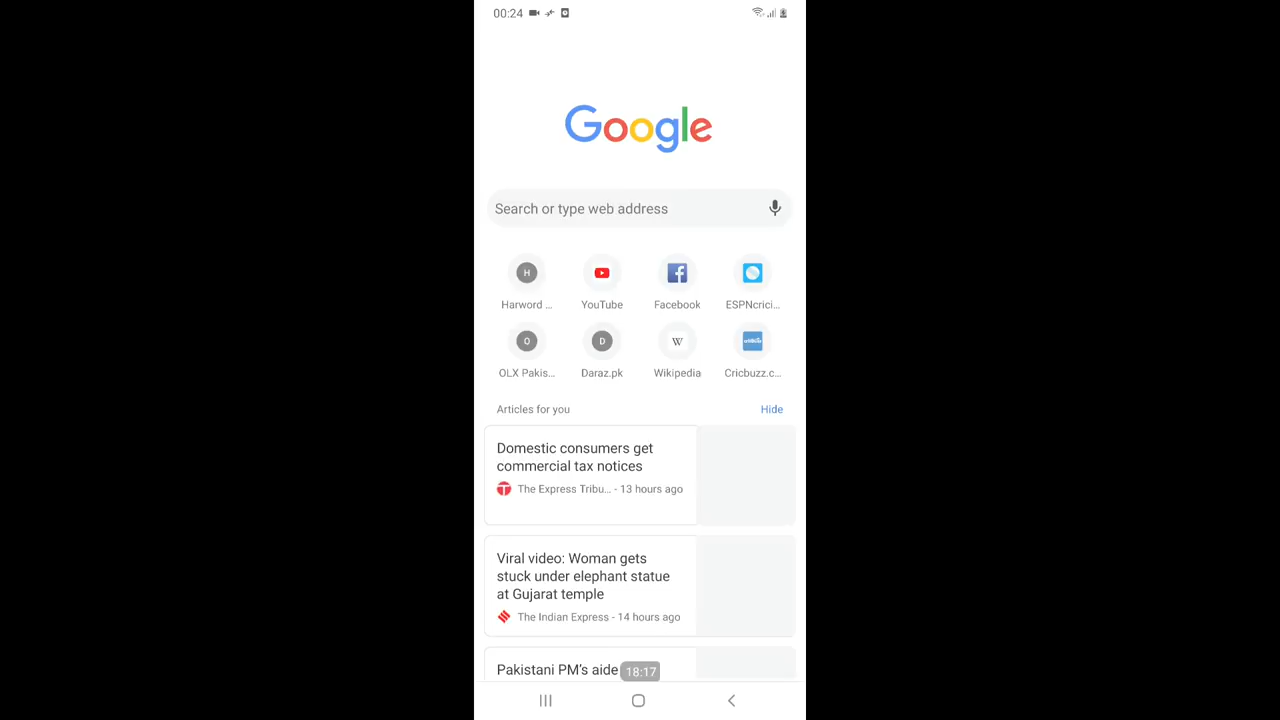 00:24
Google
Search or type web address
H
Harword ...
YouTube
f
Facebook
ESPNcrici...
O
OLX Pakis...
D
Daraz.pk
W
Wikipedia
Cricbuzz.c...
Articles for you
Hide
Domestic consumers get
commercial tax notices
The Express Tribu... - 13 hours ago
Viral video: Woman gets
stuck under elephant statue
at Gujarat temple
The Indian Express - 14 hours ago
Pakistani PM's aide
18:17